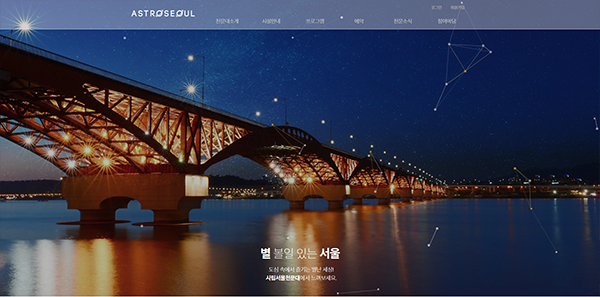 ASTROSEOUL
로그인 회원가입
천문대소개 시설안내 프로그램 예약 천문소식 참여마당
별 볼일 있는 서울
도심 속에서 즐기는 별난 세상!
시립서울천문대에서 느껴보세요.